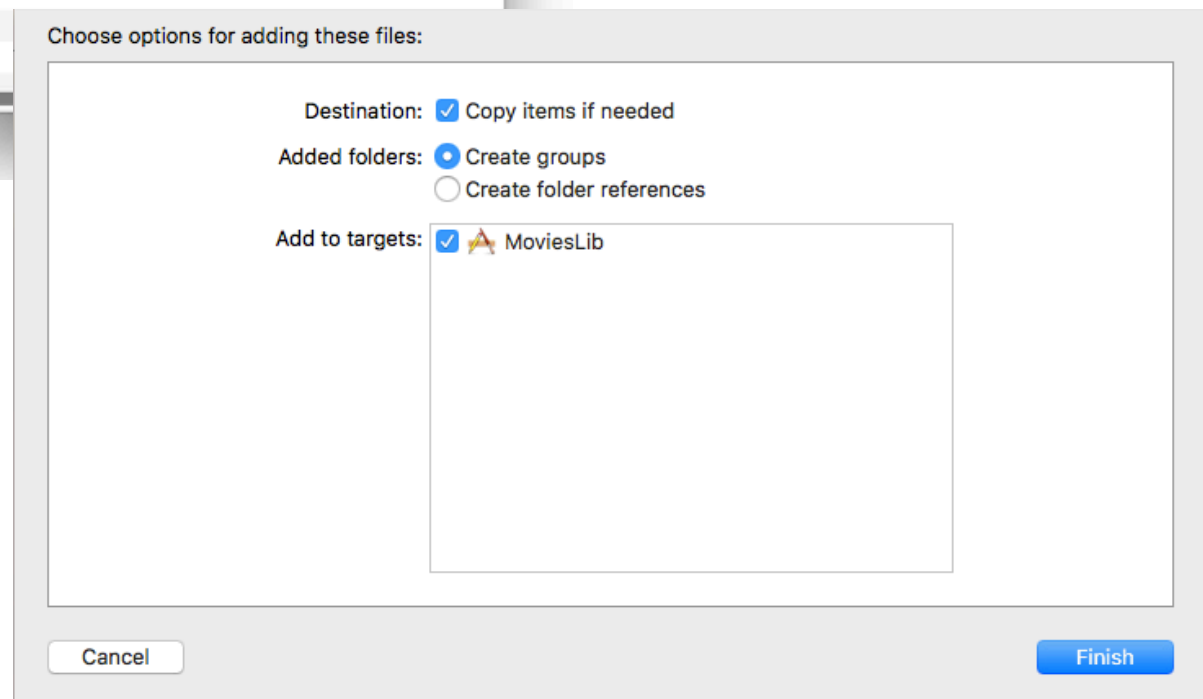 Choose options for adding these files:
Destination: Copy items if needed
Added folders: Create groups
Create folder references
Add to targets: MoviesLib
Cancel Finish